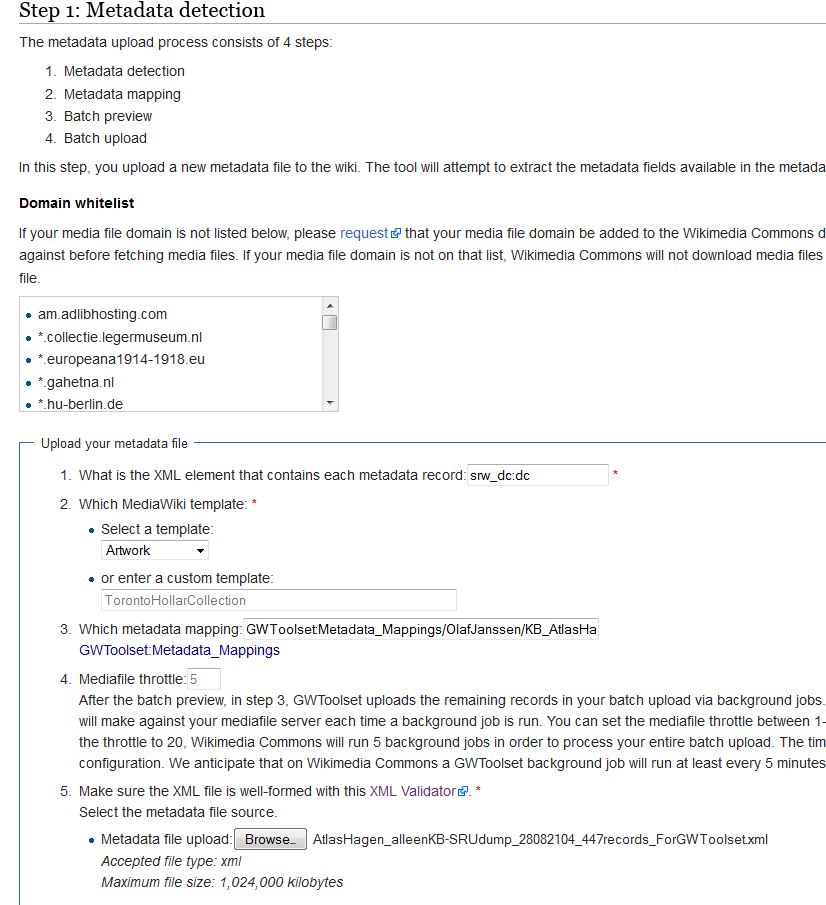 Step 1: Metadata detection
The metadata upload process consists of 4 steps:
1. Metadata detection
2. Metadata mapping
3. Batch preview
4. Batch upload
In this step, you upload a new metadata file to the wiki. The tool will attempt to extract the metadata fields available in the metada
Domain whitelist
If your media file domain is not listed below, please request that your media file domain be added to the Wikimedia Commons d
against before fetching media files. If your media file domain is not on that list, Wikimedia Commons will not download media files
file.
am.adlibhosting.com
*.collectie.legermuseum.nl
*.europeana1914-1918.eu
*.gahetna.nl
*.hu-berlin.de
Upload your metadata file
1. What is the XML element that contains each metadata record: srw_dc:dc *
2. Which MediaWiki template: *
Select a template:
Artwork
or enter a custom template:
TorontoHollarCollection
3. Which metadata mapping: GWToolset:Metadata_Mappings/OlafJanssen/KB_AtlasHa
GWToolset:Metadata_Mappings
4. Mediafile throttle: 5
After the batch preview, in step 3, GWToolset uploads the remaining records in your batch upload via background jobs.
will make against your mediafile server each time a background job is run. You can set the mediafile throttle between 1-
the throttle to 20, Wikimedia Commons will run 5 background jobs in order to process your entire batch upload. The tim
configuration. We anticipate that on Wikimedia Commons a GWToolset background job will run at least every 5 minutes
5. Make sure the XML file is well-formed with this XML Validator. *
Select the metadata file source.
Metadata file upload: Browse... AtlasHagen_alleenKB-SRUdump_28082104_447records_ForGWToolset.xml
Accepted file type: xml
Maximum file size: 1,024,000 kilobytes